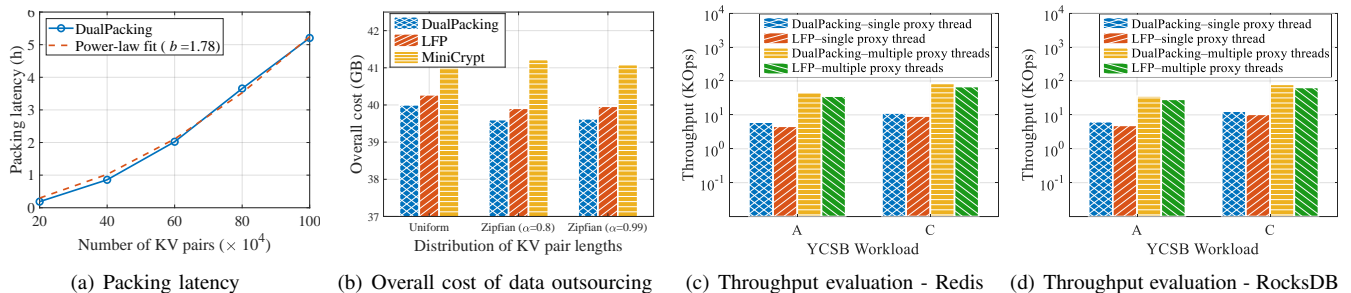 Packing latency (h)
6
5
4
3
2
1
0
DualPacking
Power-law fit ( b =1.78)
20
40
60
80
100
Number of KV pairs (× 10^4)
(a) Packing latency
Overall cost (GB)
42
41
40
39
38
37
DualPacking
LFP
MiniCrypt
Uniform
Zipfian (α=0.8)
Zipfian (α=0.99)
Distribution of KV pair lengths
(b) Overall cost of data outsourcing
Throughput (KOps)
10^4
10^3
10^2
10^1
10^0
10^-1
DualPacking–single proxy thread
LFP–single proxy thread
DualPacking–multiple proxy threads
LFP–multiple proxy threads
A
C
YCSB Workload
(c) Throughput evaluation - Redis
Throughput (KOps)
10^4
10^3
10^2
10^1
10^0
10^-1
DualPacking–single proxy thread
LFP–single proxy thread
DualPacking–multiple proxy threads
LFP–multiple proxy threads
A
C
YCSB Workload
(d) Throughput evaluation - RocksDB